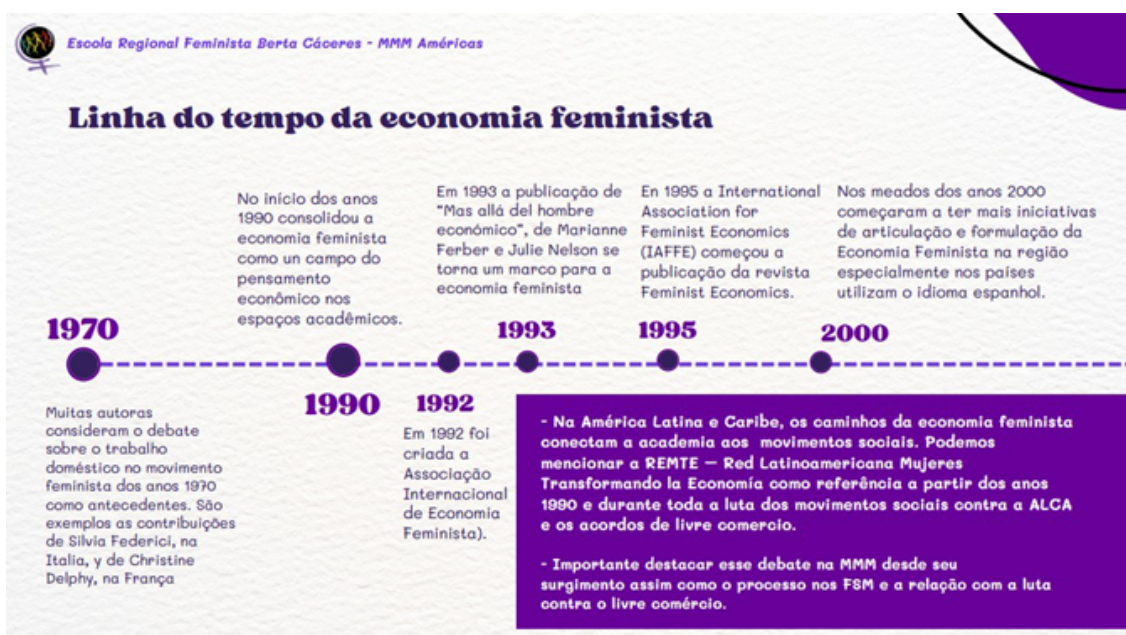 Escola Regional Feminista Berta Cáceres - MMM Américas
Linha do tempo da economia feminista
1970
Muitas autoras
consideram o debate
sobre o trabalho
doméstico no movimento
feminista dos anos 1970
como antecedentes. São
exemplos as contribuições
de Silvia Federici, na
Italia, y de Christine
Delphy, na França
No início dos anos
1990 consolidou a
economia feminista
como un campo do
pensamento
econômico nos
espaços acadêmicos.
1990
1992
Em 1992 foi
criada a
Associação
Internacional
de Economia
Feminista).
Em 1993 a publicação de
"Mas allá del hombre
económico", de Marianne
Ferber e Julie Nelson se
torna um marco para a
economia feminista
1993
En 1995 a International
Association for
Feminist Economics
(IAFFE) começou a
publicação da revista
Feminist Economics.
1995
Nos meados dos anos 2000
começaram a ter mais iniciativas
de articulação e formulação da
Economia Feminista na região
especialmente nos países
utilizam o idioma espanhol.
2000
- Na América Latina e Caribe, os caminhos da economia feminista
conectam a academia aos movimentos sociais. Podemos
mencionar a REMTE – Red Latinoamericana Mujeres
Transformando la Economía como referência a partir dos anos
1990 e durante toda a luta dos movimentos sociais contra a ALCA
e os acordos de livre comercio.
- Importante destacar esse debate na MMM desde seu
surgimento assim como o processo nos FSM e a relação com a luta
contra o livre comércio.